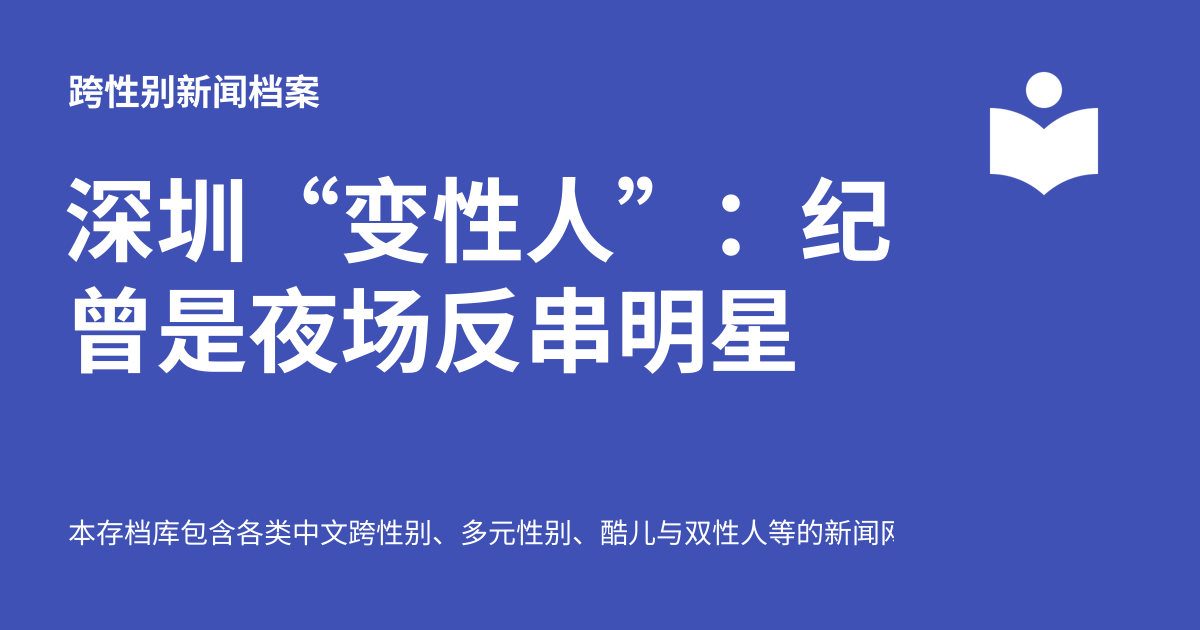 跨性别新闻档案
深圳“变性人”：纪
曾是夜场反串明星
本存档库包含各类中文跨性别、多元性别、酷儿与双性人等的新闻